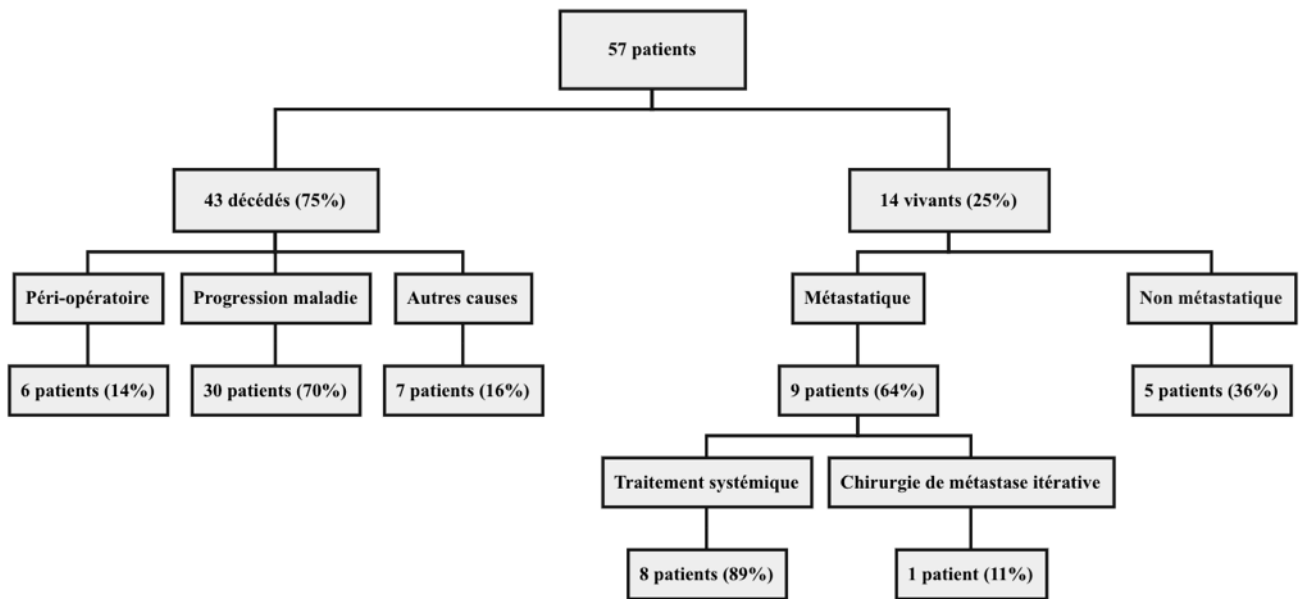 57 patients
43 décédés (75%)
14 vivants (25%)
Péri-opératoire
Progression maladie
Autres causes
Métastatique
Non métastatique
6 patients (14%)
30 patients (70%)
7 patients (16%)
9 patients (64%)
5 patients (36%)
Traitement systémique
Chirurgie de métastase itérative
8 patients (89%)
1 patient (11%)